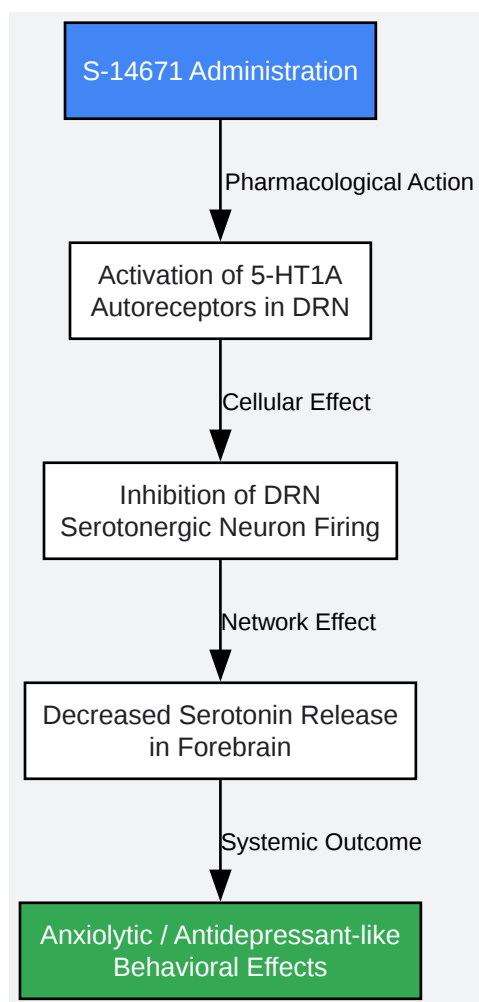 S-14671 Administration
Pharmacological Action
Activation of 5-HT1A
Autoreceptors in DRN
Cellular Effect
Inhibition of DRN
Serotonergic Neuron Firing
Network Effect
Decreased Serotonin Release
in Forebrain
Systemic Outcome
Anxiolytic / Antidepressant-like
Behavioral Effects